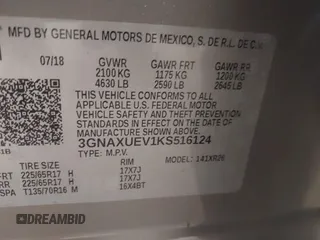 MFD BY GENERAL MOTORS DE MEXICO, S. DE R.L. DE C.V.
07/18 GVWR GAWR FRT GAWR RR
2100 KG 1175 KG 1200 KG
4630 LB 2590 LB 2645 LB
THIS VEHICLE CONFORMS TO ALL APPLICABLE
U.S. FEDERAL MOTOR VEHICLE SAFETY AND
THEFT PREVENTION STANDARDS IN EFFECT ON
THE DATE OF MANUFACTURE SHOWN ABOVE.
3GNAXUEV1KS516124
TYPE: M.P.V. MODEL: 141XR26
TIRE SIZE RIM
FRT 225/65R17 H 17X7J
RR 225/65R17 H 17X7J
SPA T135/70R16 M 16X4BT
DREAMBID